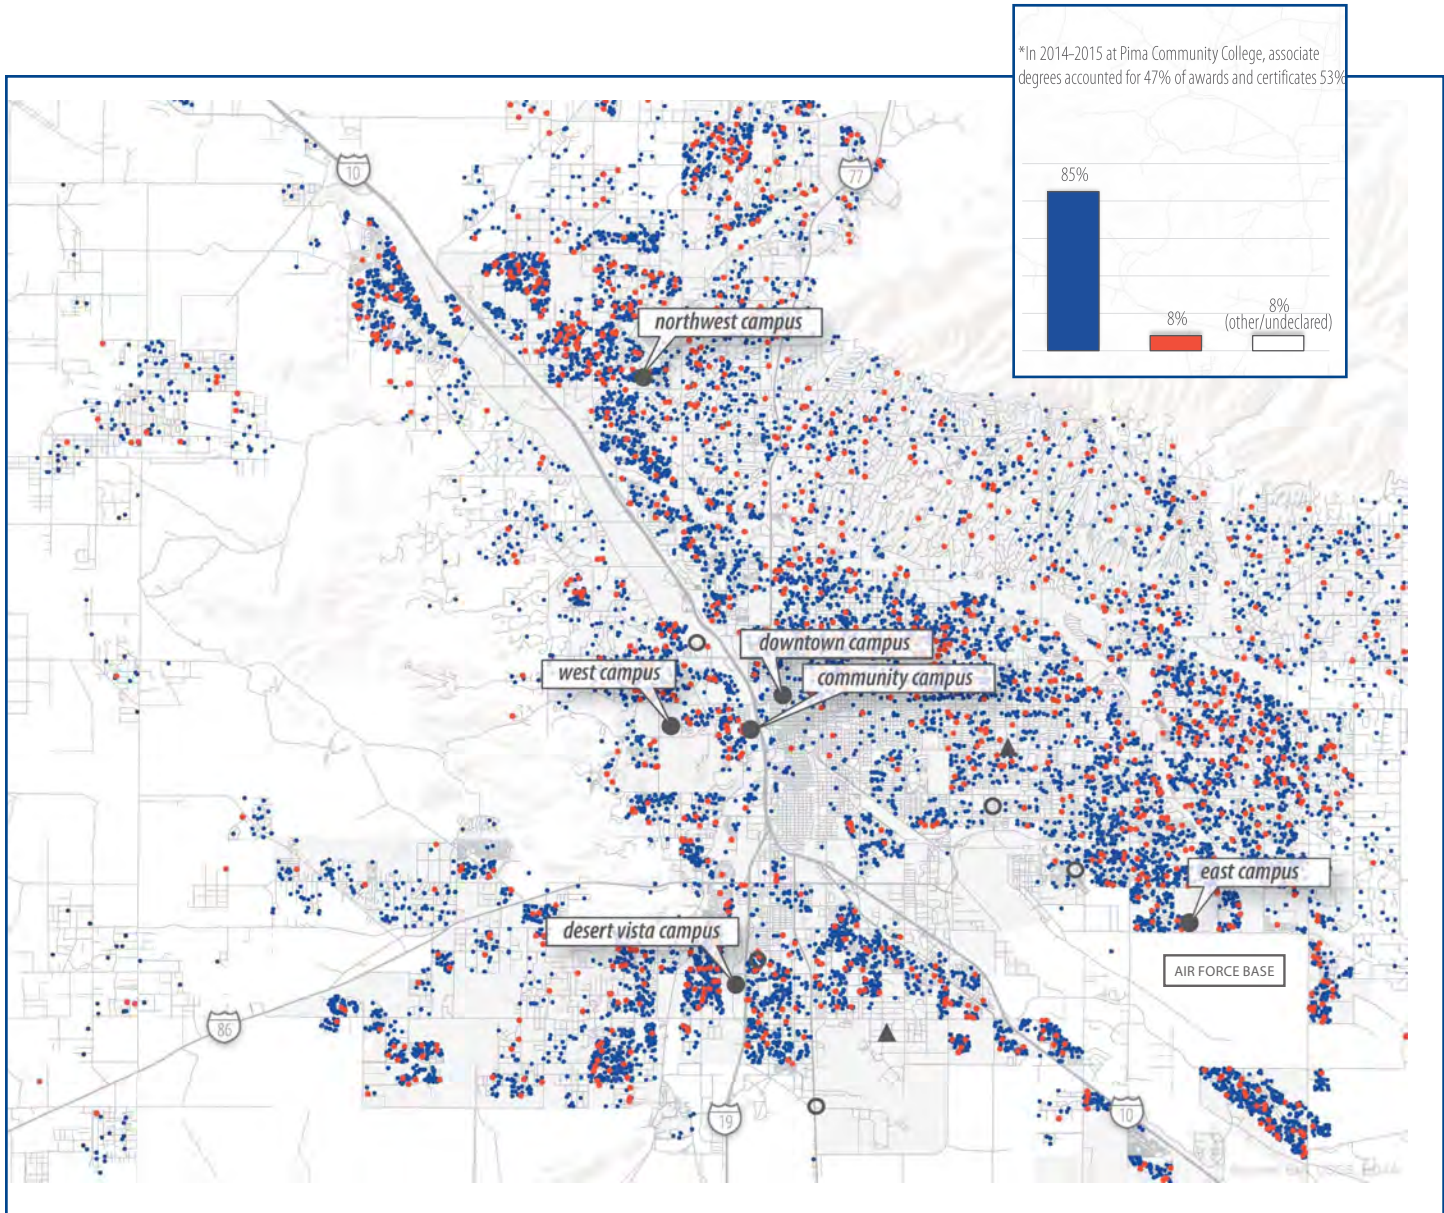 *In 2014-2015 at Pima Community College, associate
degrees accounted for 47% of awards and certificates 53%
85%
8%
8%
(other/undeclared)
10
77
northwest campus
downtown campus
west campus
community campus
east campus
desert vista campus
AIR FORCE BASE
86
19
10